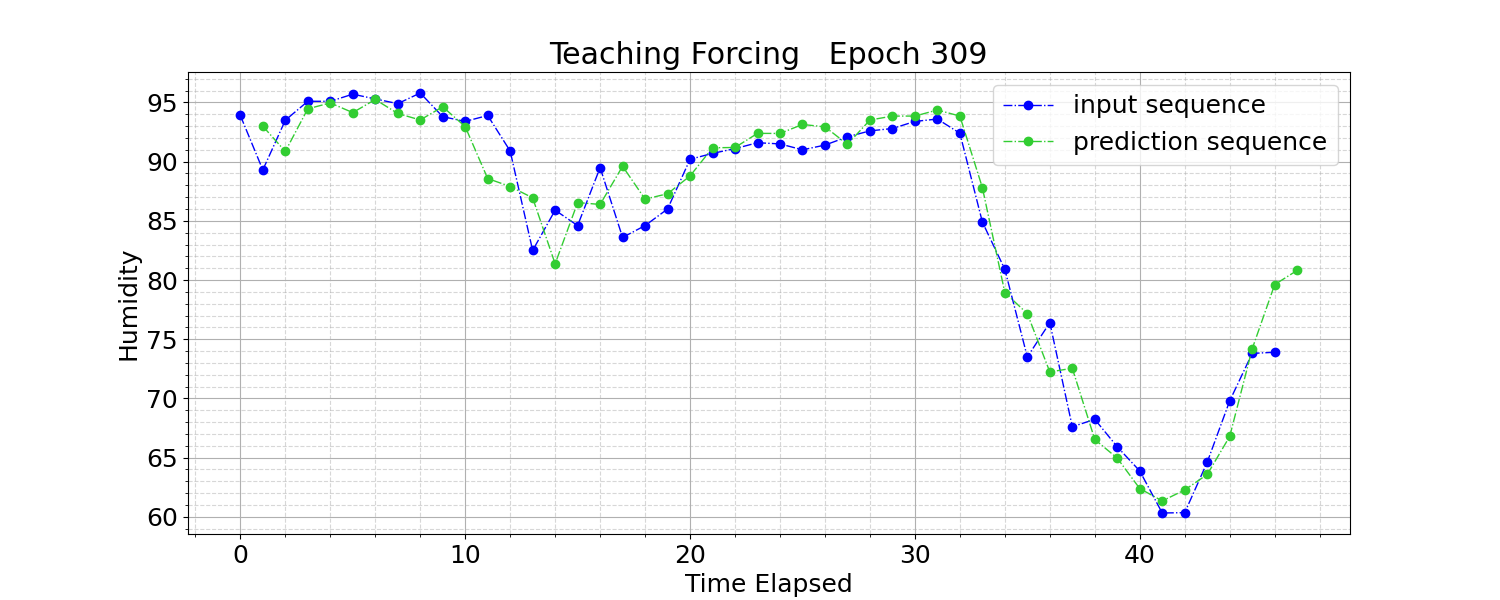 Teaching Forcing   Epoch 309
input sequence
prediction sequence
Humidity
95
90
85
80
75
70
65
60
0 10 20 30 40
Time Elapsed